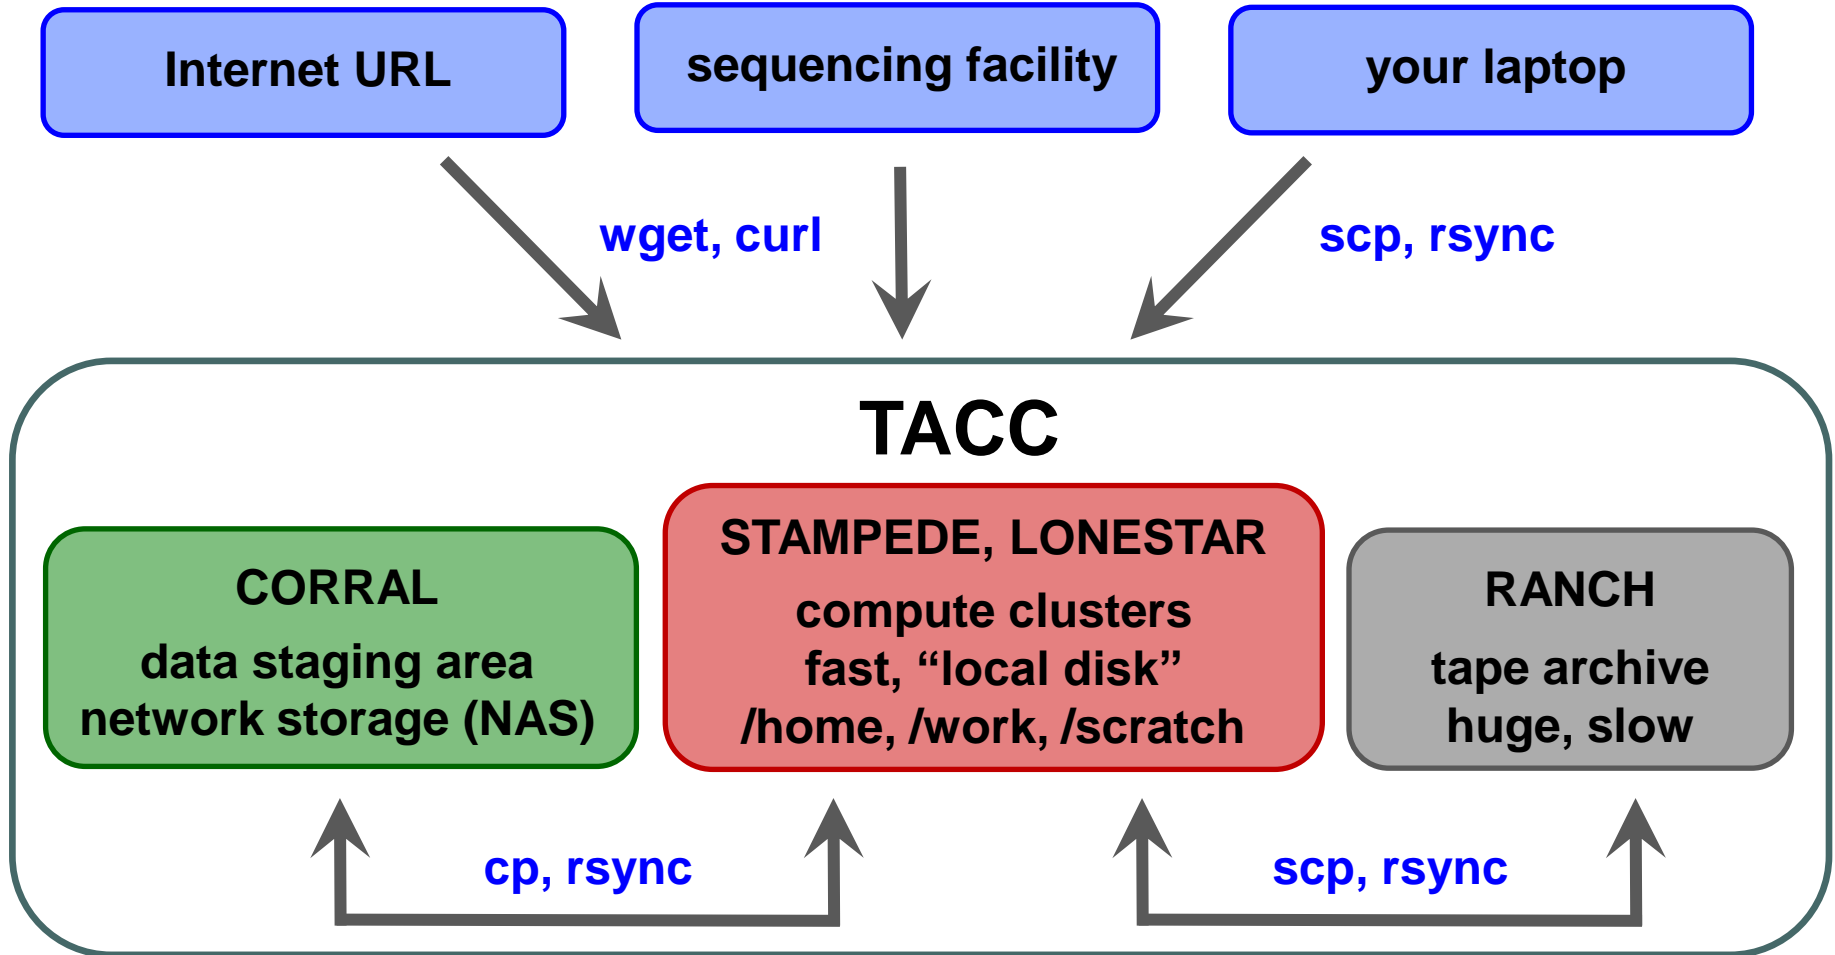 Internet URL
sequencing facility
your laptop
wget, curl
scp, rsync
TACC
CORRAL
data staging area
network storage (NAS)
STAMPEDE, LONESTAR
compute clusters
fast, “local disk”
/home, /work, /scratch
RANCH
tape archive
huge, slow
cp, rsync
scp, rsync